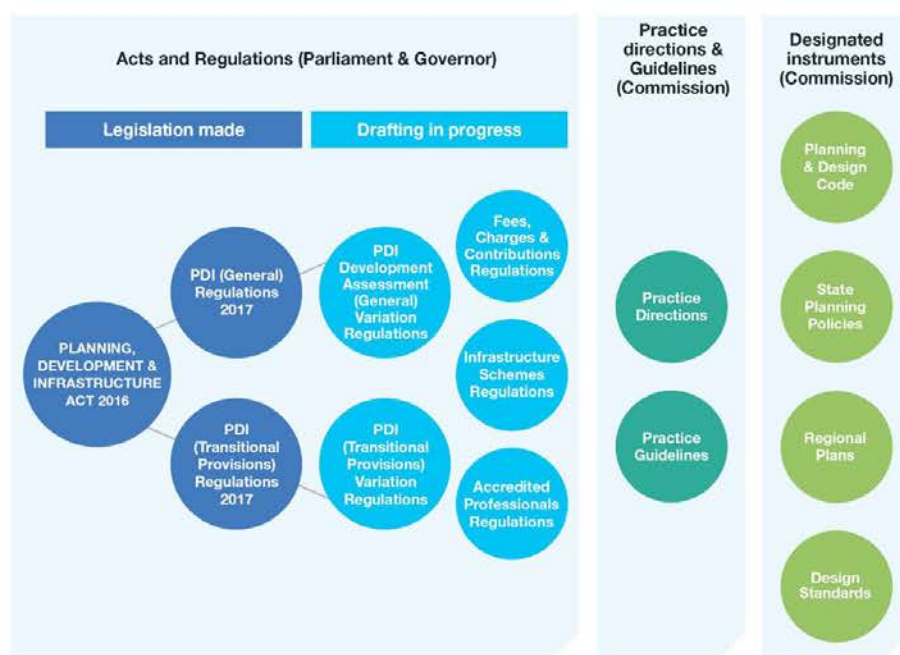 Acts and Regulations (Parliament & Governor)
Legislation made
Drafting in progress
PLANNING,
DEVELOPMENT &
INFRASTRUCTURE
ACT 2016
PDI (General)
Regulations
2017
PDI
(Transitional
Provisions)
Regulations
2017
PDI
Development
Assessment
(General)
Variation
Regulations
PDI
(Transitional
Provisions)
Variation
Regulations
Fees,
Charges &
Contributions
Regulations
Infrastructure
Schemes
Regulations
Accredited
Professionals
Regulations
Practice
directions &
Guidelines
(Commission)
Practice
Directions
Practice
Guidelines
Designated
instruments
(Commission)
Planning
& Design
Code
State
Planning
Policies
Regional
Plans
Design
Standards